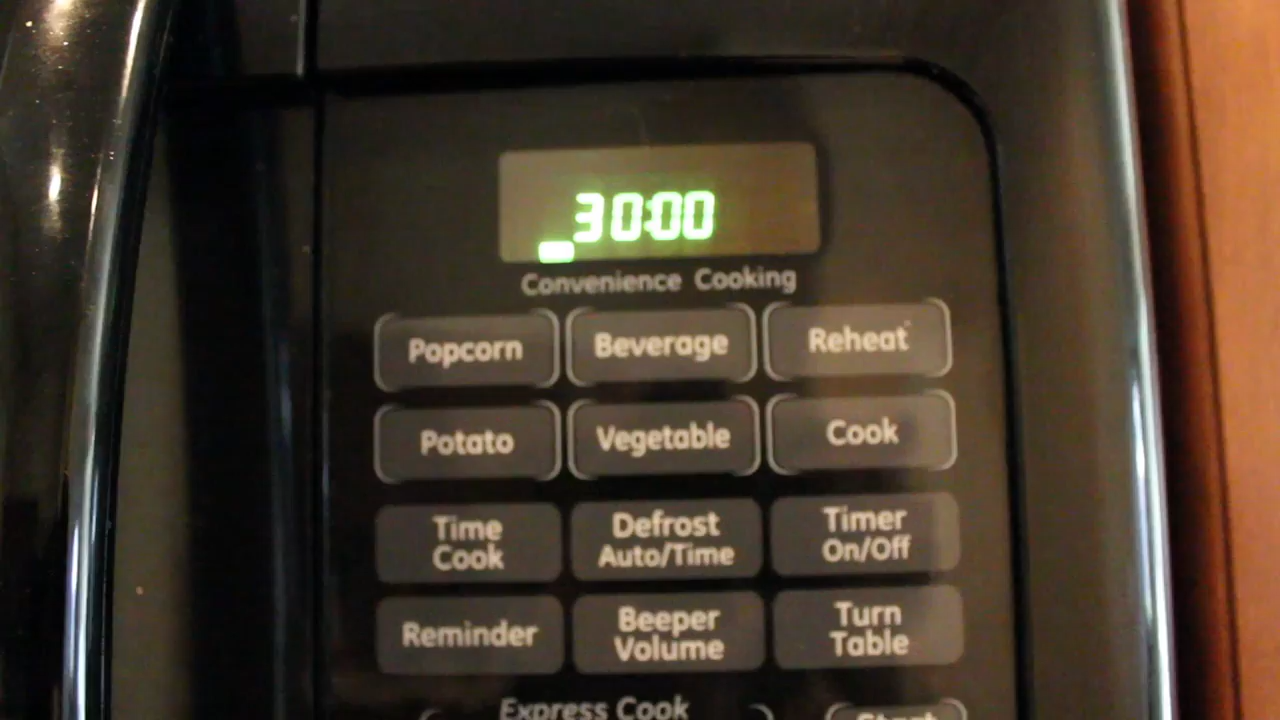 30:00
Convenience Cooking
Popcorn Beverage Reheat
Potato Vegetable Cook
Time Cook
Defrost Auto/Time
Timer On/Off
Reminder
Beeper Volume
Turn Table
Express Cook
Start